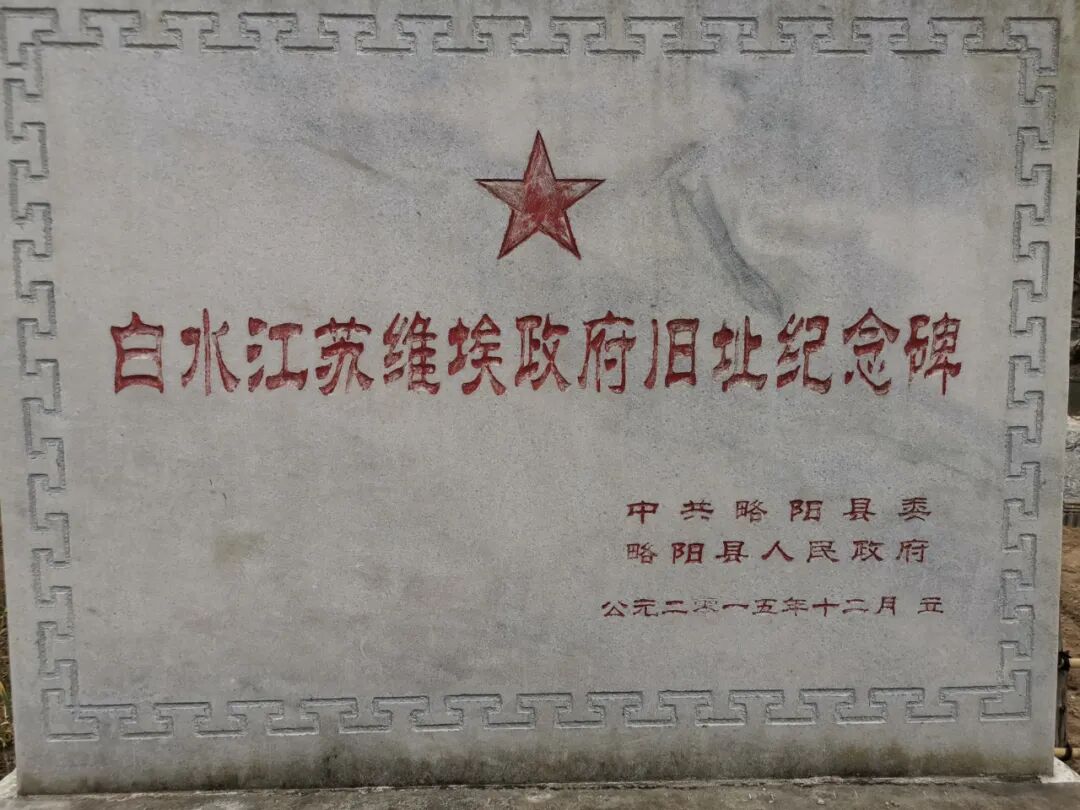 白水江苏维埃政府旧址纪念碑
中共略阳县委
略阳县人民政府
公元二零一五年十二月 立